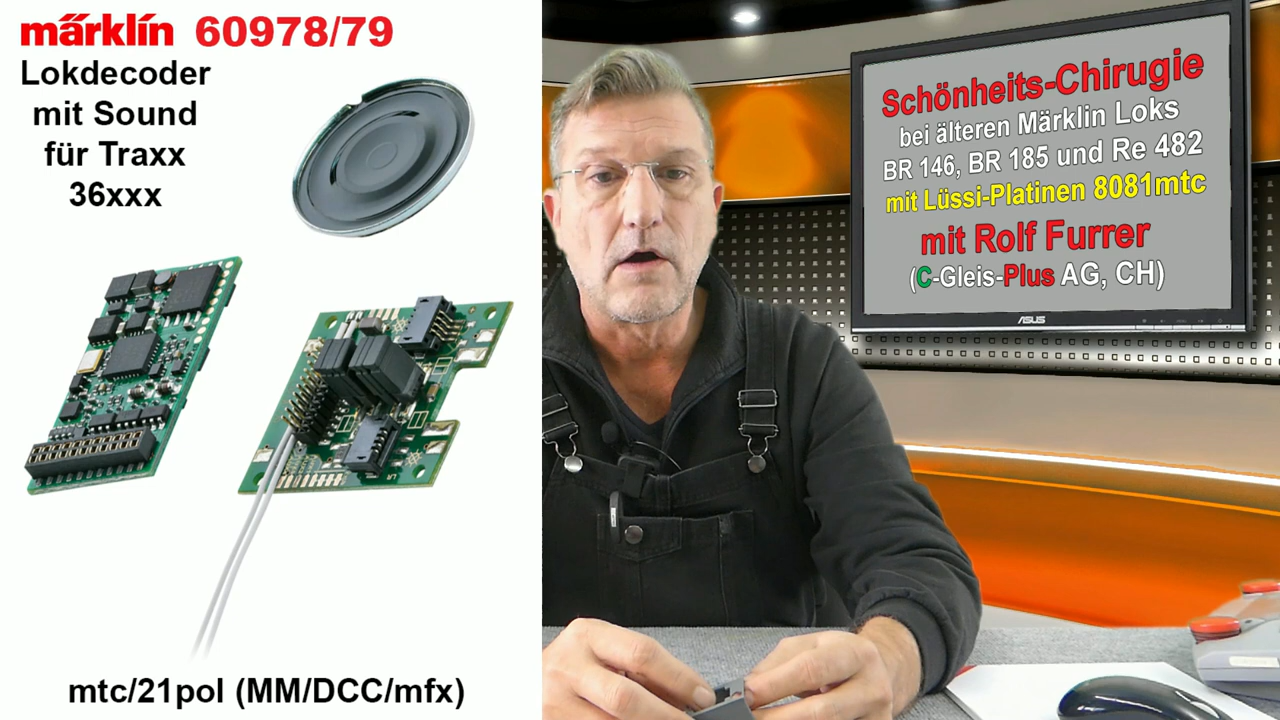 märklin 60978/79
Lokdecoder
mit Sound
für Traxx
36xxx
mtc/21pol (MM/DCC/mfx)
Schönheits-Chirugie
bei älteren Märklin Loks
BR 146, BR 185 und Re 482
mit Lüssi-Platinen 8081mtc
mit Rolf Furrer
(C-Gleis-Plus AG, CH)
ASUS